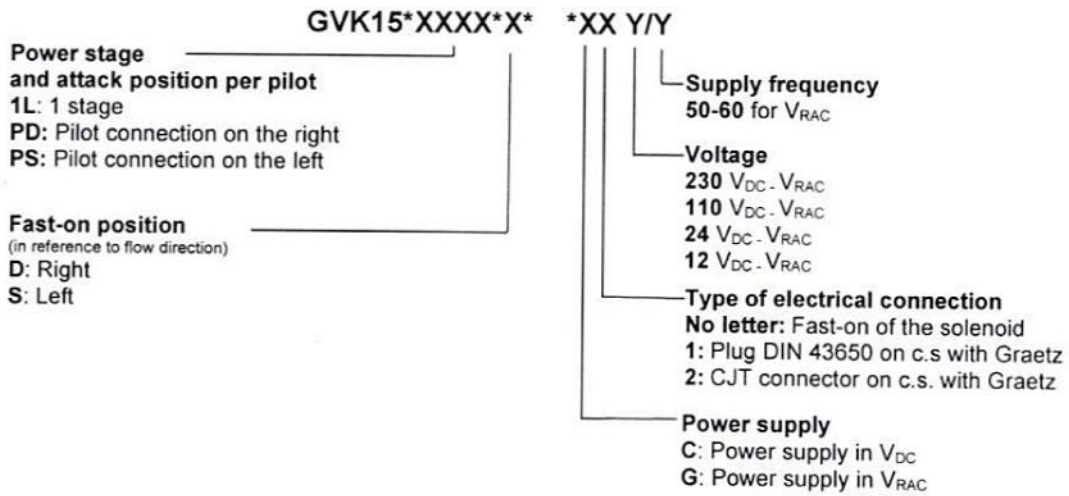 GVK15*XXXX*X* *XX Y/Y
Power stage
and attack position per pilot
1L: 1 stage
PD: Pilot connection on the right
PS: Pilot connection on the left
Fast-on position
(in reference to flow direction)
D: Right
S: Left
Supply frequency
50-60 for VRAC
Voltage
230 VDC - VRAC
110 VDC - VRAC
24 VDC - VRAC
12 VDC - VRAC
Type of electrical connection
No letter: Fast-on of the solenoid
1: Plug DIN 43650 on c.s with Graetz
2: CJT connector on c.s. with Graetz
Power supply
C: Power supply in VDC
G: Power supply in VRAC